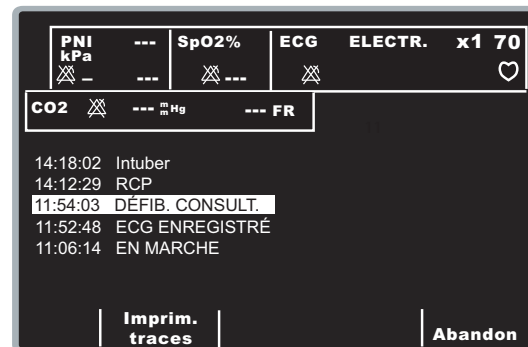 PNI --- SpO2% ECG ELECTR. x1 70
kPa
– --- ---
CO2 --- mmHg --- FR
14:18:02 Intuber
14:12:29 RCP
11:54:03 DÉFIB. CONSULT.
11:52:48 ECG ENREGISTRÉ
11:06:14 EN MARCHE
Imprim.
traces Abandon